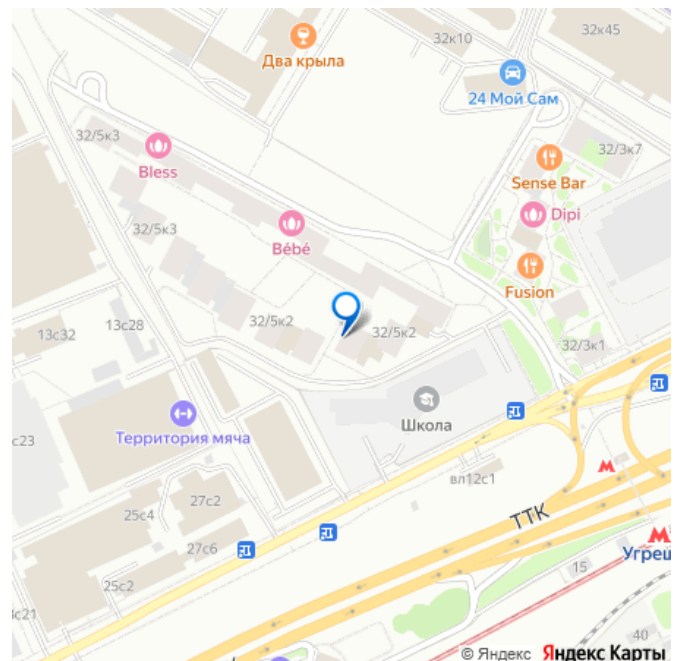 32к10
32к45
Два крыла
24 Мой Сам
32/5к3
32/3к7
Bless
Sense Bar
Dipi
32/5к3
Bébé
Fusion
13с32
13с28
32/5к2
32/5к2
32/3к1
Школа
Территория мяча
с23
вл12с1
27с2
25с4
ТТК
М
М
27с6
Угреш
15
25с2
3с21
40
© Яндекс Яндекс Карты